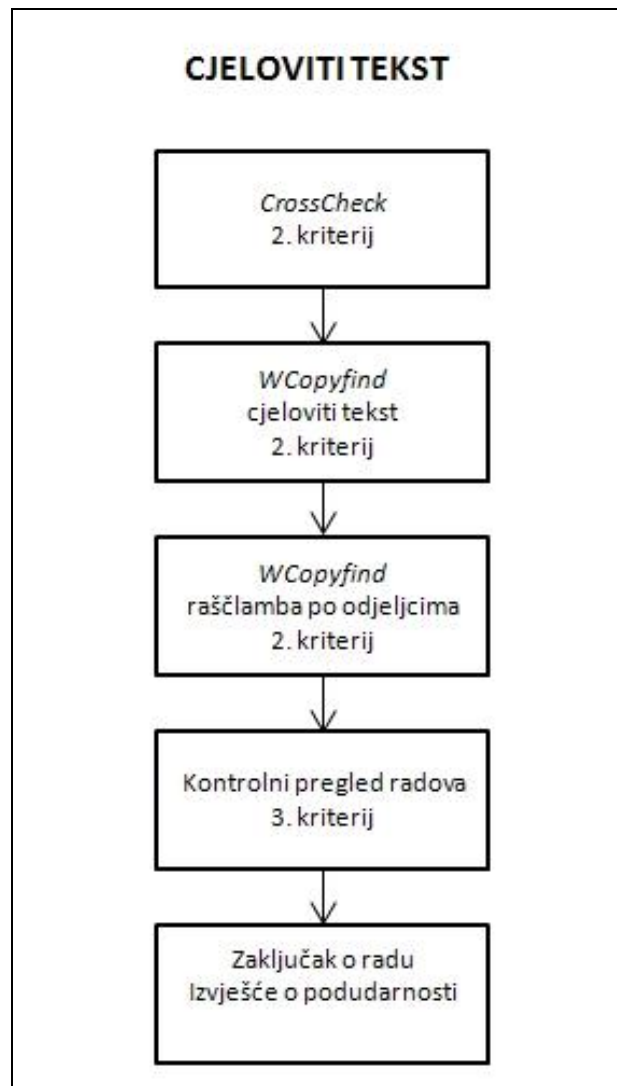 CJELOVITI TEKST
CrossCheck
2. kriterij
WCopyfind
cjeloviti tekst
2. kriterij
WCopyfind
raščlamba po odjeljcima
2. kriterij
Kontrolni pregled radova
3. kriterij
Zaključak o radu
Izvješće o podudarnosti